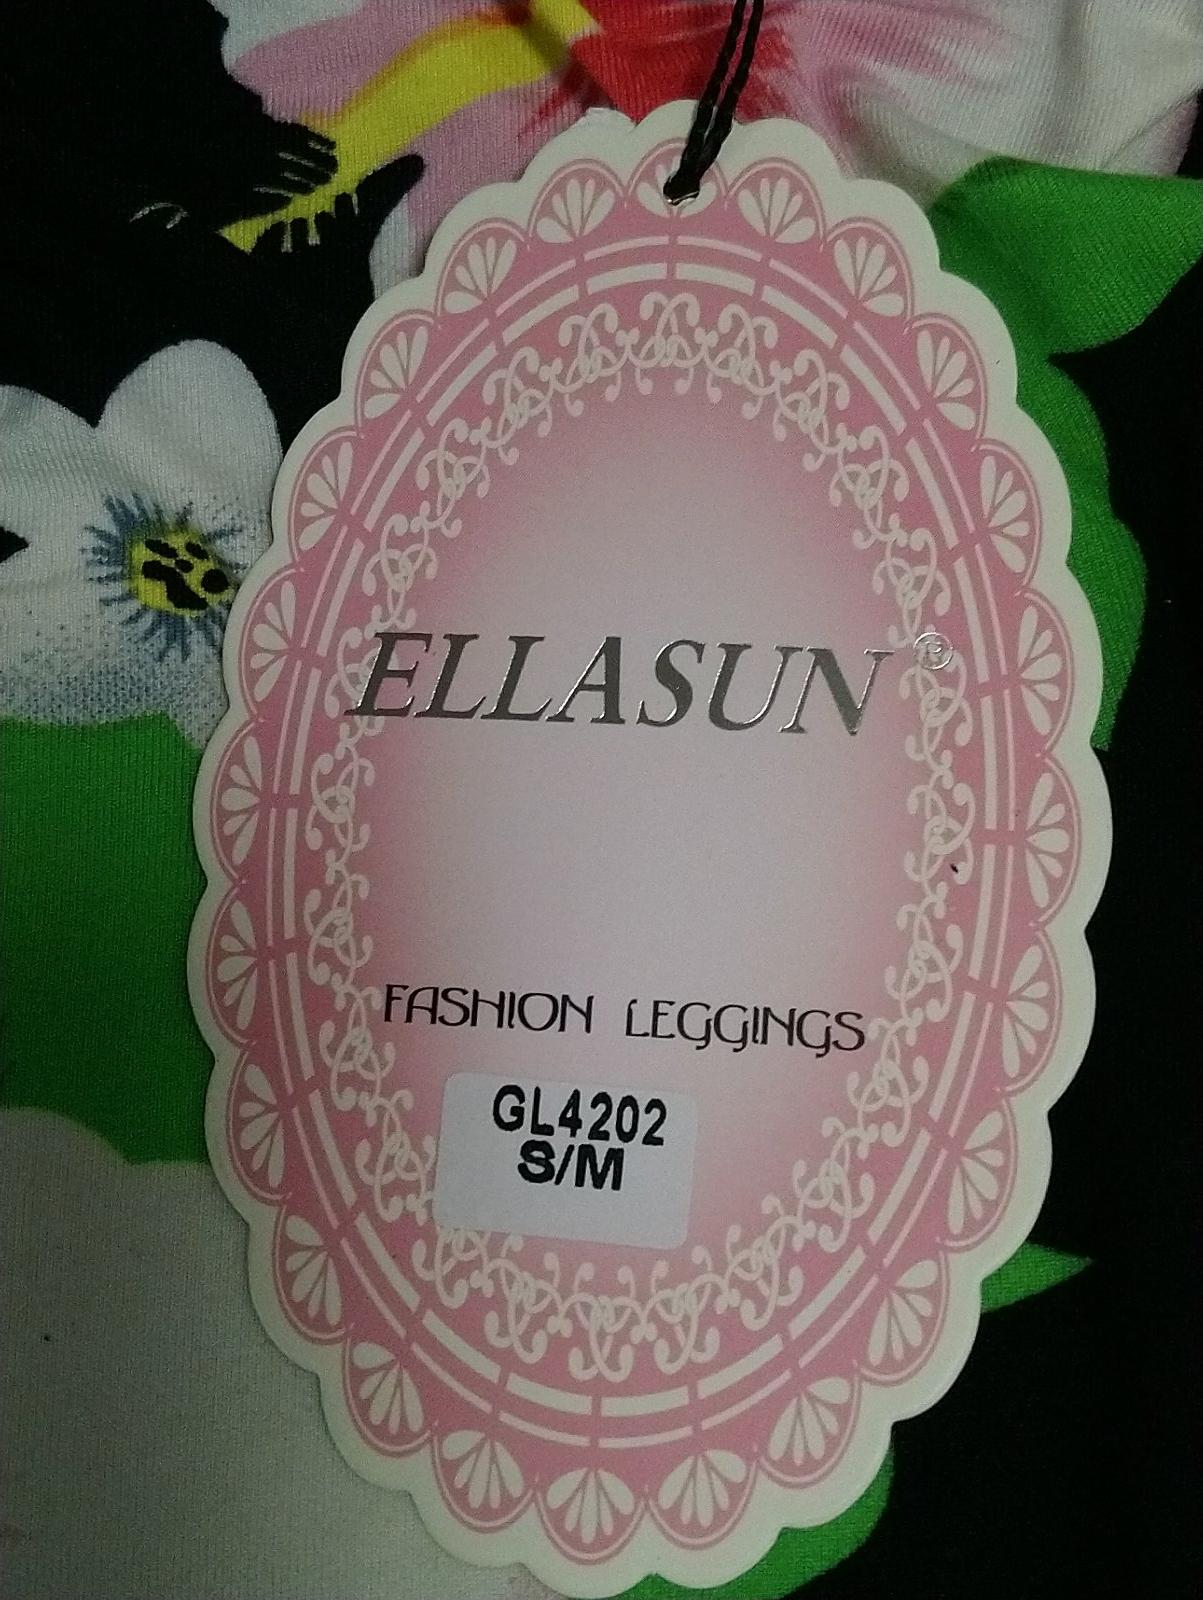 ELLASUN®
FASHION LEGGINGS
GL4202
S/M